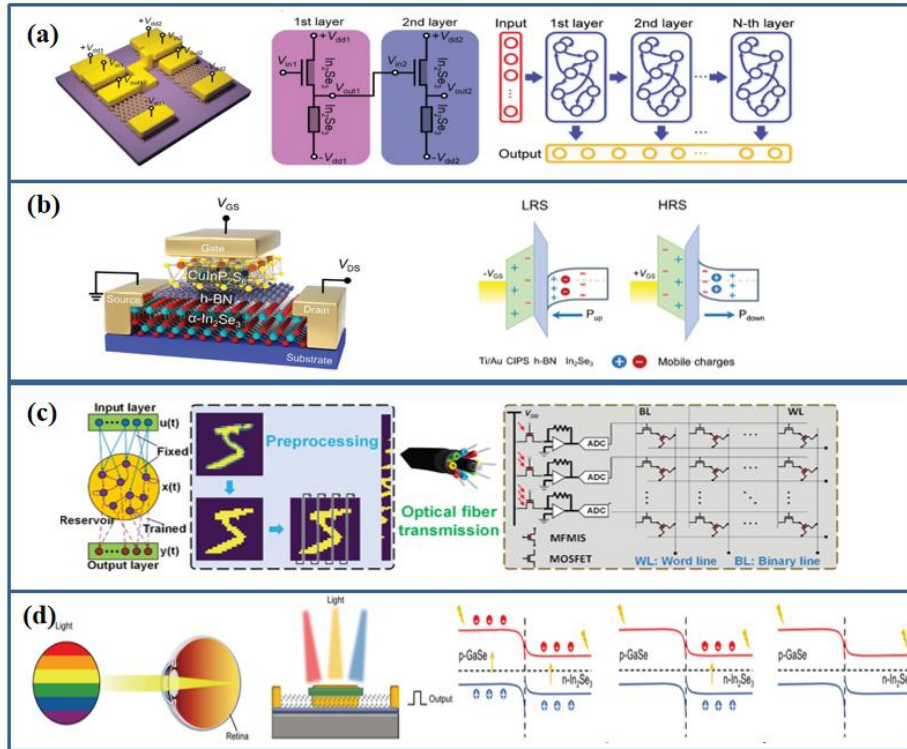 (a)
+Vdd2
Vin2
Vout2
+Vdd1
Vin1
Vout1
1st layer
2nd layer
+Vdd1
+Vdd2
Vin1
In2Se3
Vout1
Vin2
In2Se3
Vout2
In2Se3
In2Se3
-Vdd1
-Vdd2
Input
1st layer
2nd layer
N-th layer
...
...
Output
...
(b)
VGS
Gate
CuInP2S6
h-BN
α-In2Se3
Source
Drain
VDS
Substrate
LRS
HRS
-VGS
+VGS
Pup
Pdown
Ti/Au CIPS h-BN In2Se3
Mobile charges
(c)
Input layer
u(t)
Fixed
x(t)
Reservoir
Trained
y(t)
Output layer
Preprocessing
Optical fiber
transmission
VDD
BL
WL
ADC
ADC
ADC
MFMIS
MOSFET
WL: Word line
BL: Binary line
(d)
Light
Retina
Light
Output
p-GaSe
n-In2Se3
p-GaSe
n-In2Se3
p-GaSe
n-In2Se3